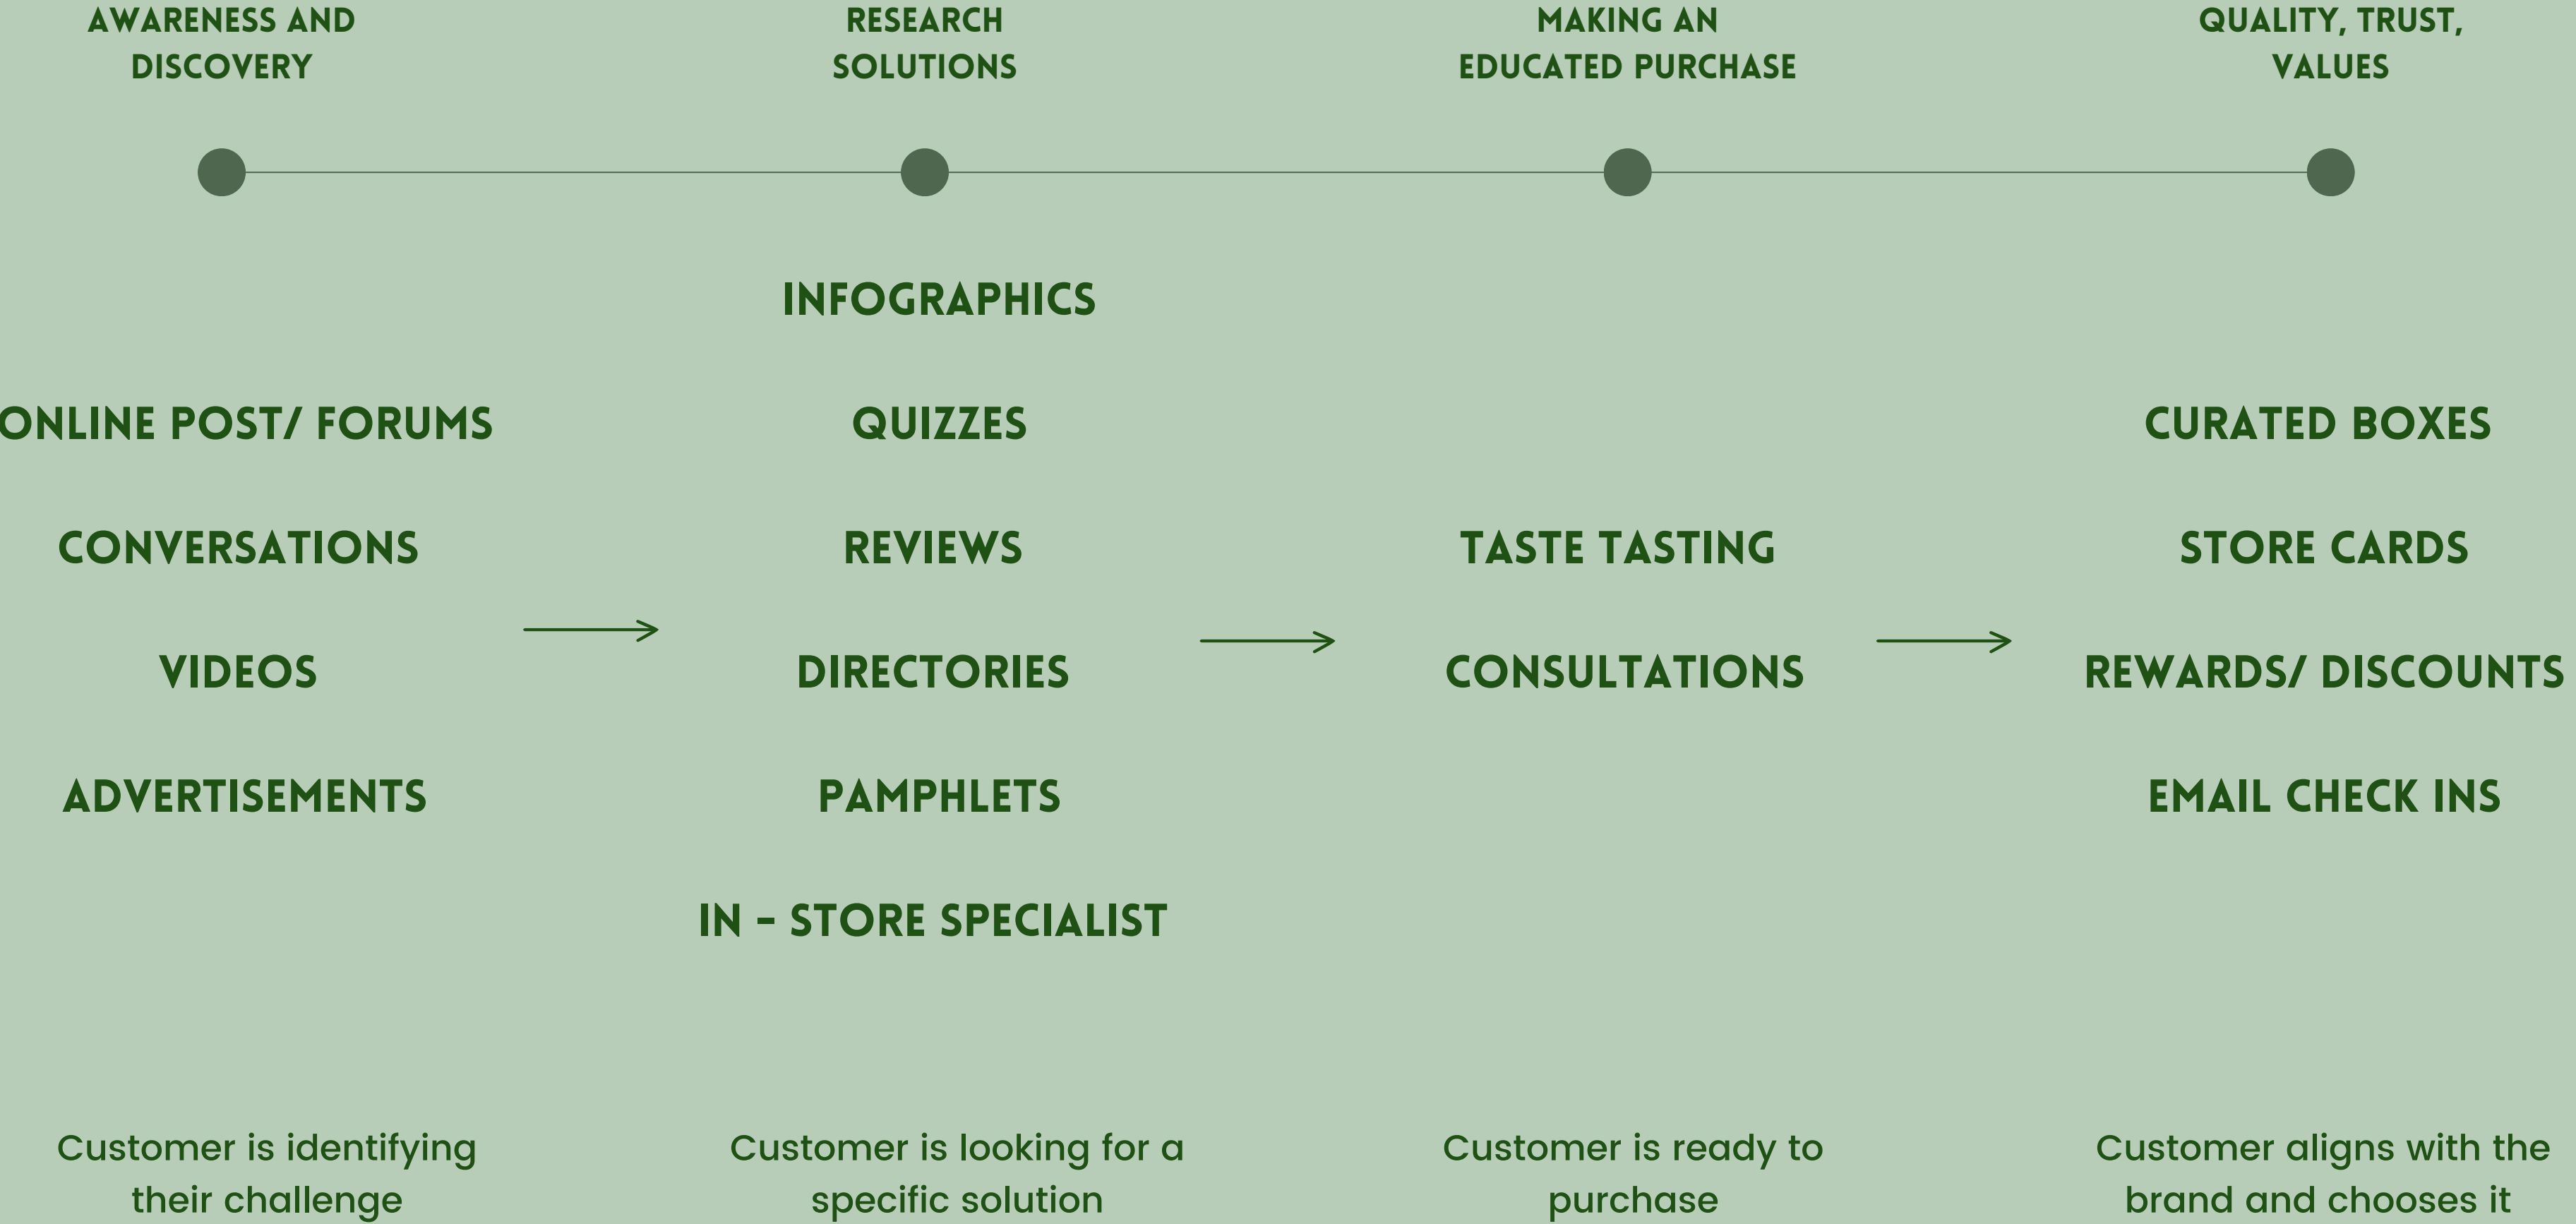 AWARENESS AND
DISCOVERY
RESEARCH
SOLUTIONS
MAKING AN
EDUCATED PURCHASE
QUALITY, TRUST,
VALUES
ONLINE POST/ FORUMS
CONVERSATIONS
VIDEOS
ADVERTISEMENTS
INFOGRAPHICS
QUIZZES
REVIEWS
DIRECTORIES
PAMPHLETS
IN - STORE SPECIALIST
TASTE TASTING
CONSULTATIONS
CURATED BOXES
STORE CARDS
REWARDS/ DISCOUNTS
EMAIL CHECK INS
Customer is identifying
their challenge
Customer is looking for a
specific solution
Customer is ready to
purchase
Customer aligns with the
brand and chooses it